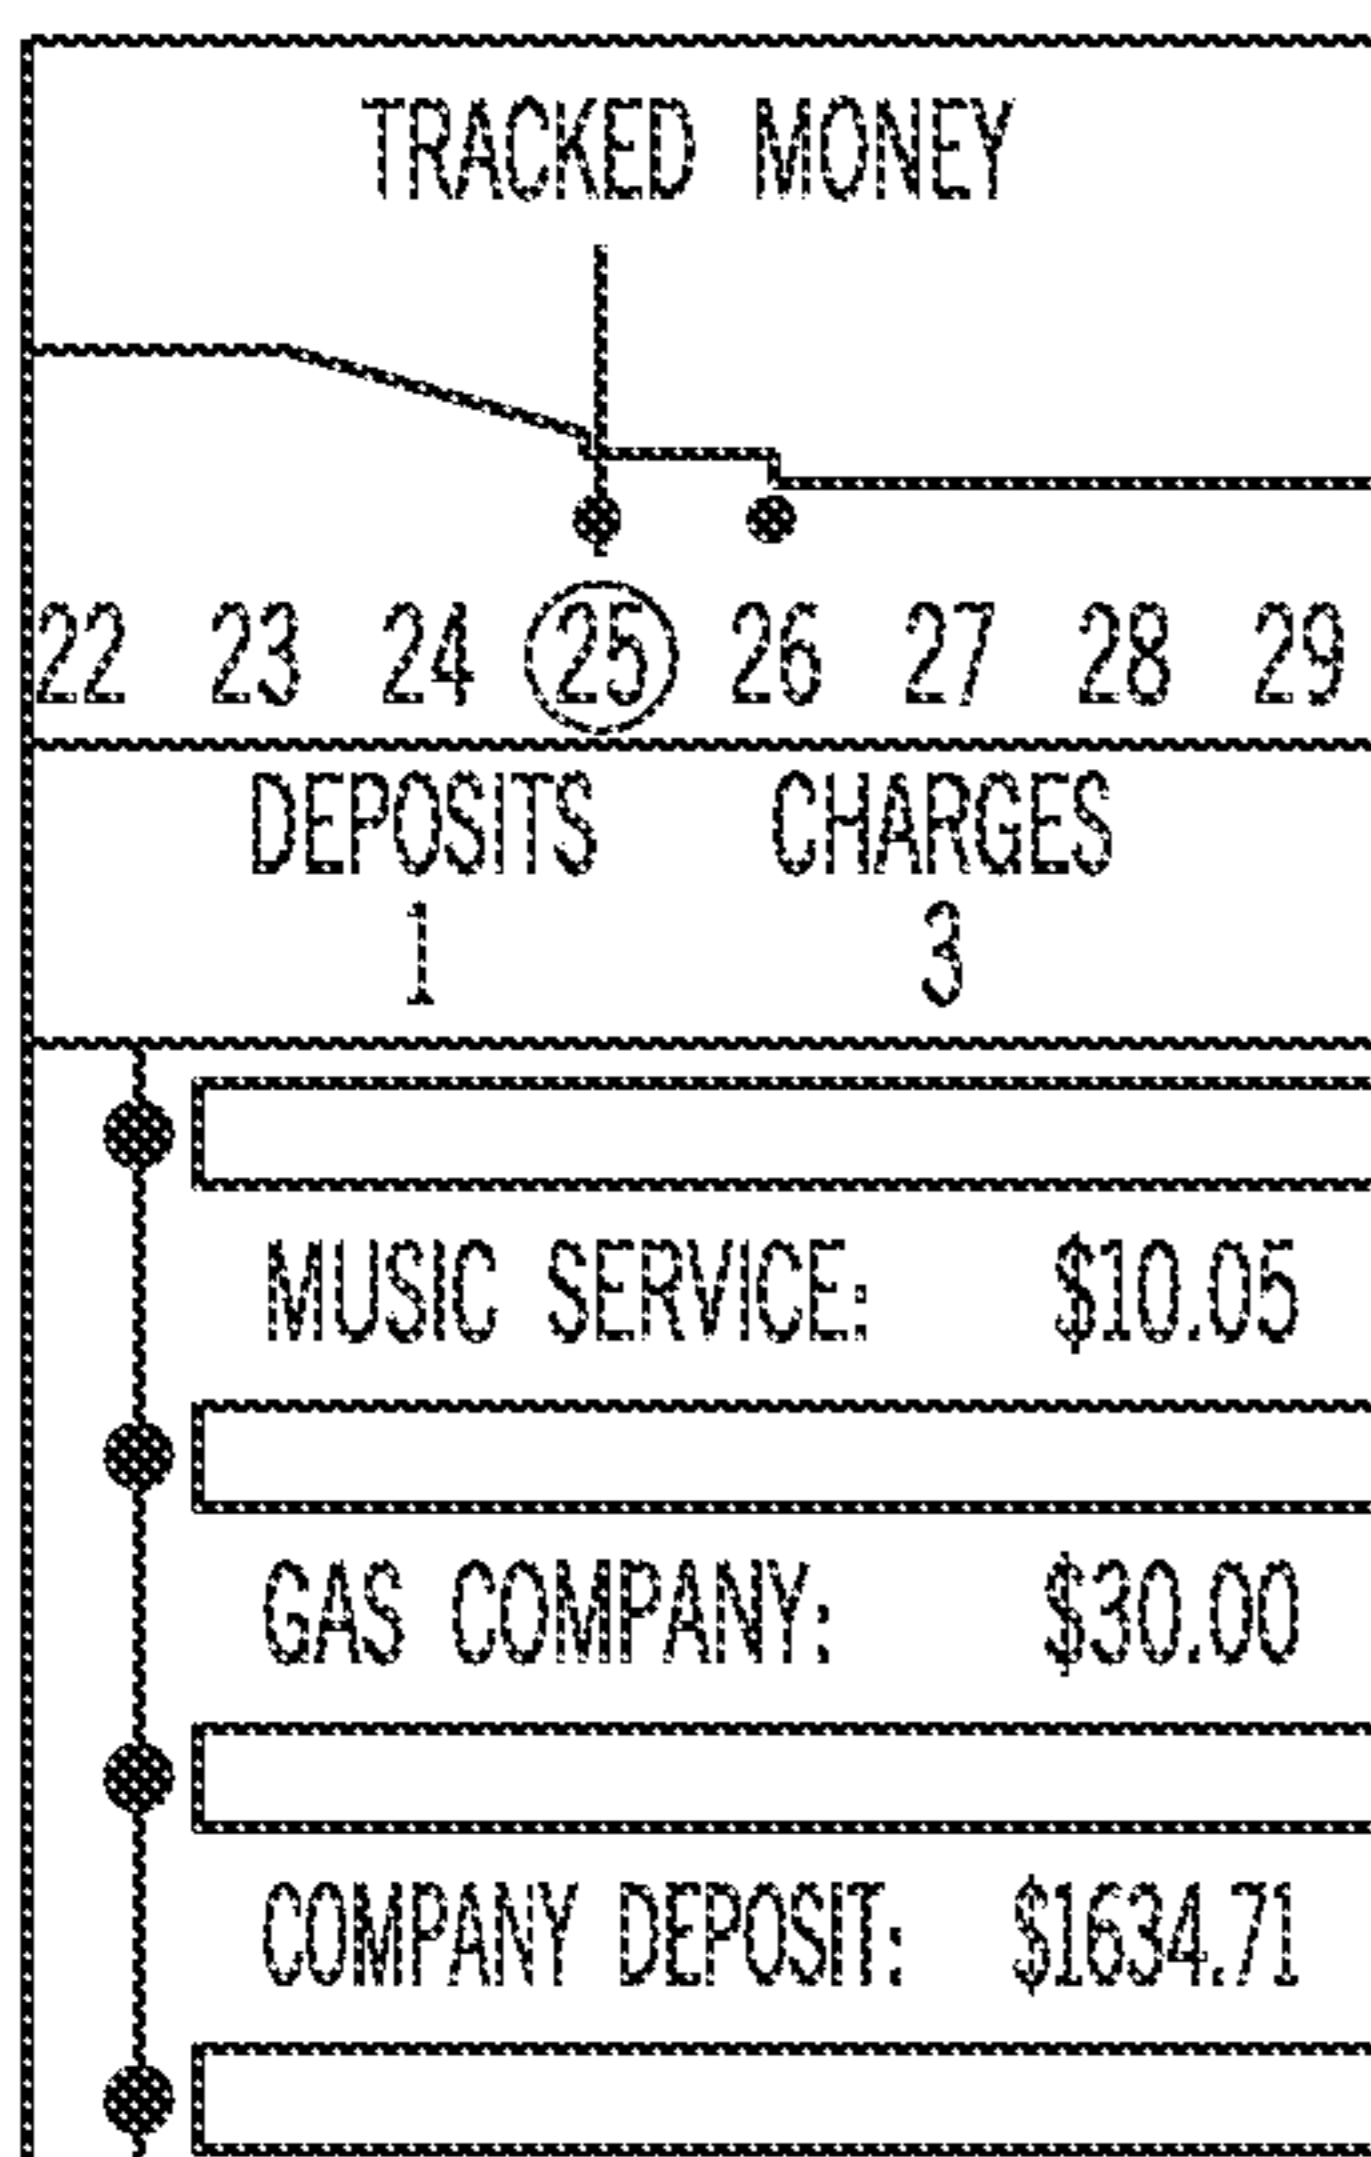 TRACKED MONEY
22 23 24 25 26 27 28 29
DEPOSITS CHARGES
1 3
MUSIC SERVICE: $10.05
GAS COMPANY: $30.00
COMPANY DEPOSIT: $1634.71